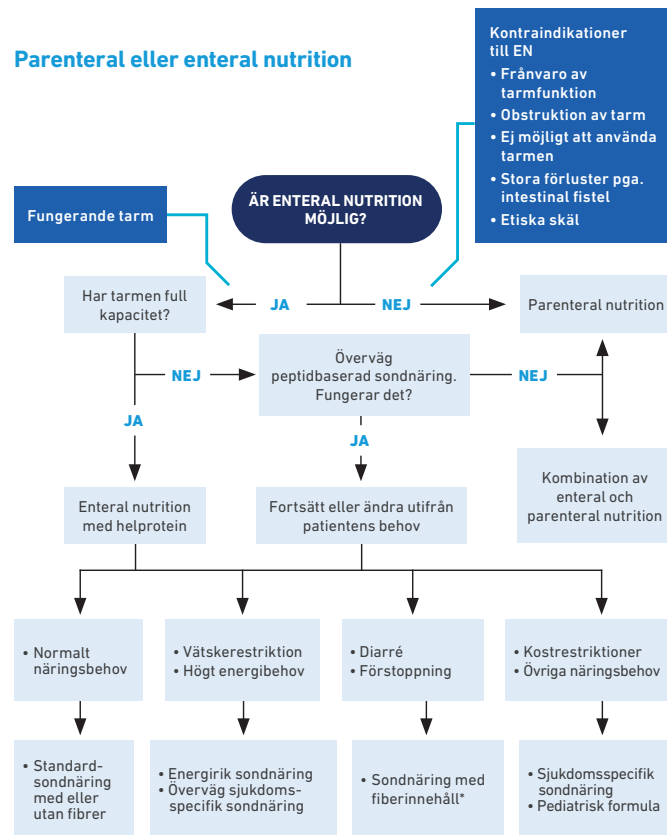 Parenteral eller enteral nutrition
Kontraindikationer
till EN
• Frånvaro av
tarmfunktion
• Obstruktion av tarm
• Ej möjligt att använda
tarmen
• Stora förluster pga.
intestinal fistel
• Etiska skäl
Fungerande tarm
ÄR ENTERAL NUTRITION
MÖJLIG?
Har tarmen full
kapacitet?
JA
NEJ
Parenteral nutrition
NEJ
Överväg
peptidbaserad sondnäring.
Fungerar det?
NEJ
JA
JA
Kombination av
enteral och
parenteral nutrition
Enteral nutrition
med helprotein
Fortsätt eller ändra utifrån
patientens behov
• Normalt
näringsbehov
• Vätskerestriktion
• Högt energibehov
• Diarré
• Förstoppning
• Kostrestriktioner
• Övriga näringsbehov
• Standard-
sondnäring
med eller
utan fibrer
• Energirik sondnäring
• Överväg sjukdoms-
specifik sondnäring
• Sondnäring med
fiberinnehåll*
• Sjukdomsspecifik
sondnäring
• Pediatrisk formula